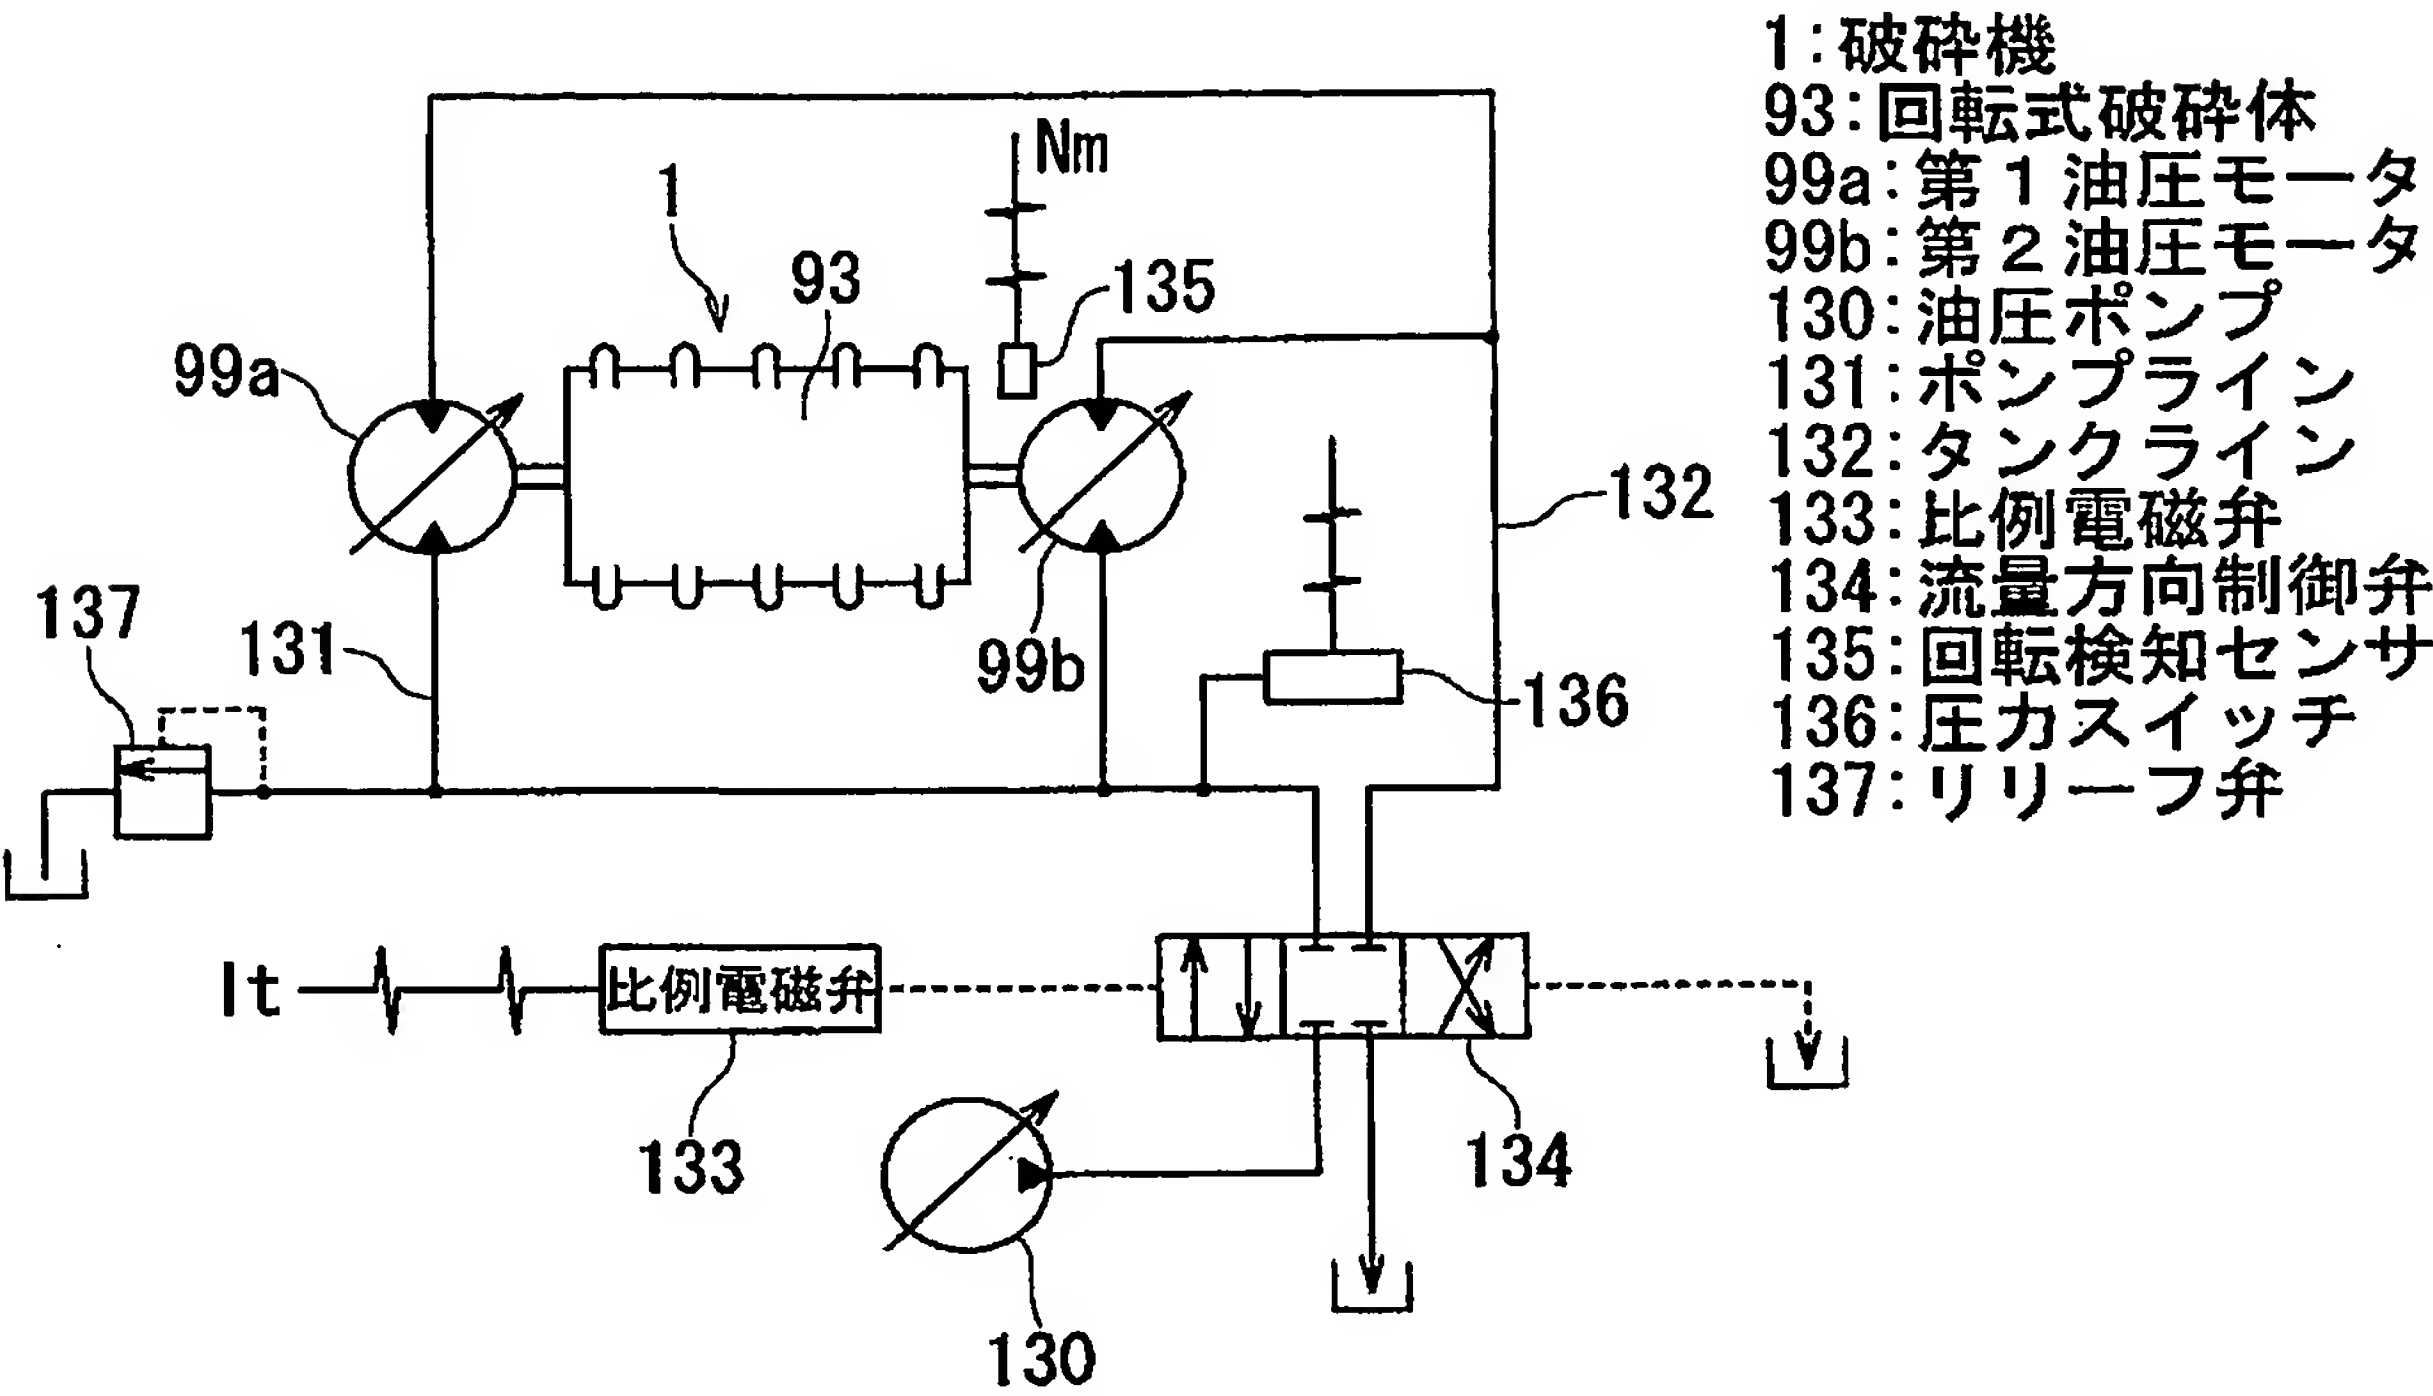 Nm
1
93
135
99a
132
137
131
99b
136
It
比例電磁弁
133
134
130
1:破砕機
93:回転式破砕体
99a:第1油圧モータ
99b:第2油圧モータ
130:油圧ポンプ
131:ポンプライン
132:タンクライン
133:比例電磁弁
134:流量方向制御弁
135:回転検知センサ
136:圧力スイッチ
137:リリーフ弁